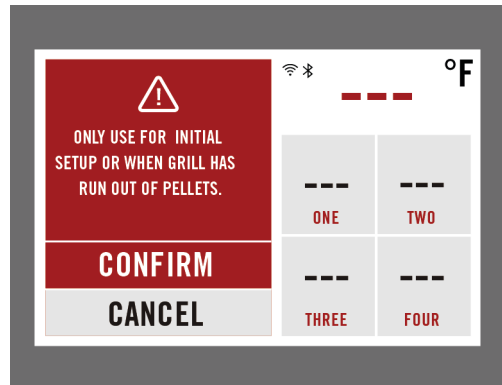 ONLY USE FOR INITIAL
SETUP OR WHEN GRILL HAS
RUN OUT OF PELLETS.
CONFIRM
CANCEL
--- °F
--- ---
ONE TWO
--- ---
THREE FOUR